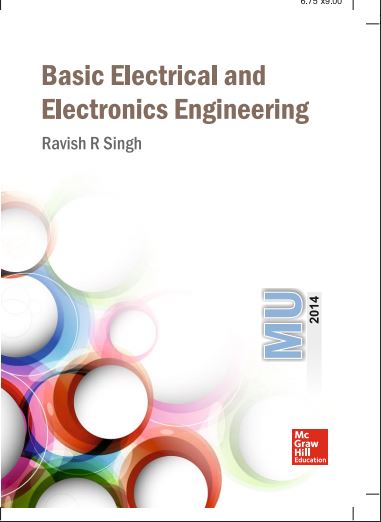 6.75 x9.00
Basic Electrical and
Electronics Engineering
Ravish R Singh
MU
2014
Mc
Graw
Hill
Education